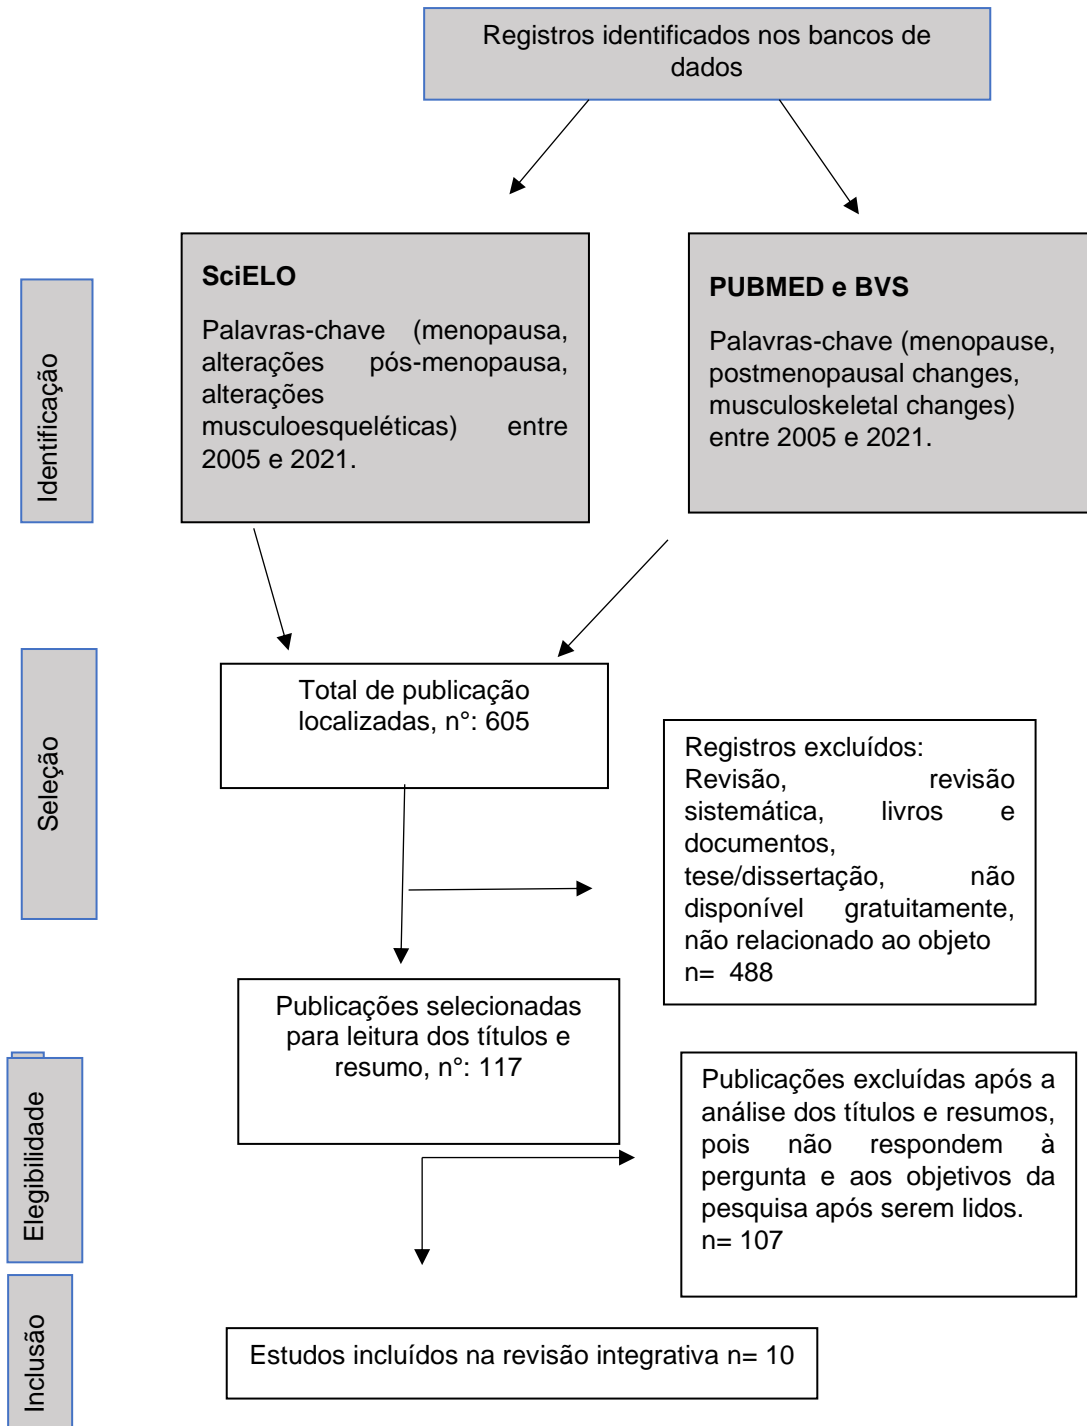 Registros identificados nos bancos de
dados
Identificação
SciELO
Palavras-chave (menopausa,
alterações pós-menopausa,
alterações
musculoesqueléticas) entre
2005 e 2021.
PUBMED e BVS
Palavras-chave (menopause,
postmenopausal changes,
musculoskeletal changes)
entre 2005 e 2021.
Seleção
Total de publicação
localizadas, n°: 605
Registros excluídos:
Revisão, revisão
sistemática, livros e
documentos,
tese/dissertação, não
disponível gratuitamente,
não relacionado ao objeto
n= 488
Publicações selecionadas
para leitura dos títulos e
resumo, n°: 117
Elegibilidade
Publicações excluídas após a
análise dos títulos e resumos,
pois não respondem à
pergunta e aos objetivos da
pesquisa após serem lidos.
n= 107
Inclusão
Estudos incluídos na revisão integrativa n= 10